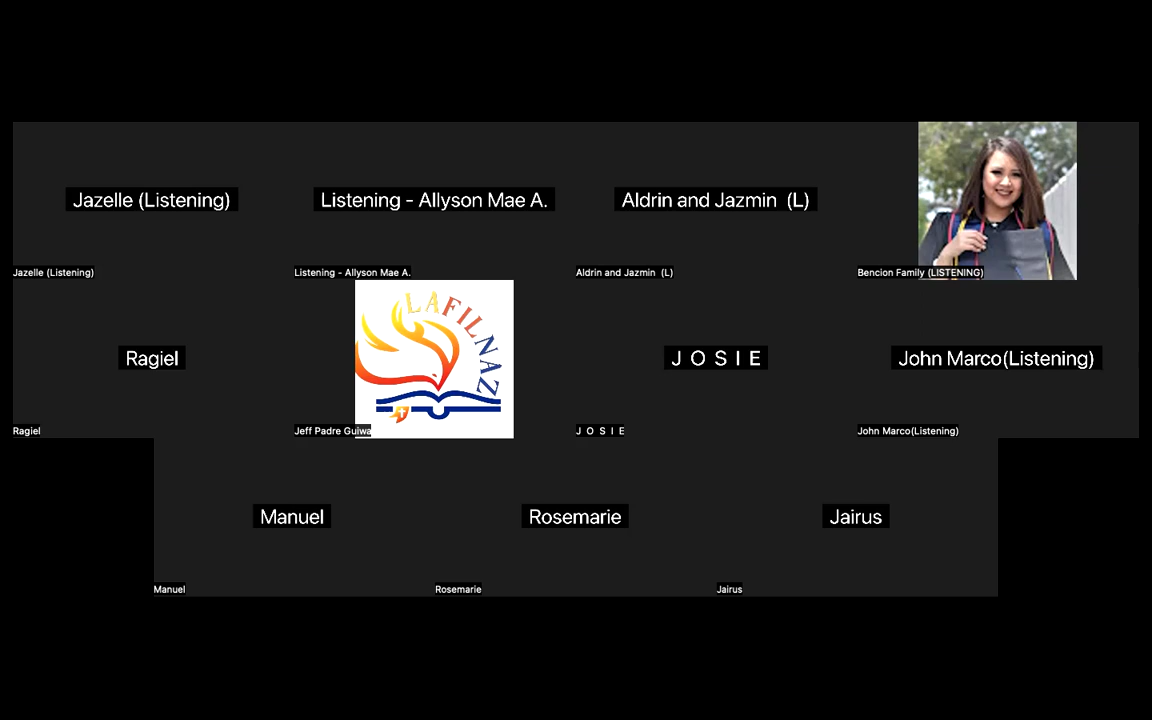 Jazelle (Listening)
Listening - Allyson Mae A.
Aldrin and Jazmin (L)
Jazelle (Listening)
Listening - Allyson Mae A.
Aldrin and Jazmin (L)
Bencion Family (LISTENING)
Ragiel
LAFILNAZ
J O S I E
John Marco(Listening)
Ragiel
Jeff Padre Guiwa
J O S I E
John Marco(Listening)
Manuel
Rosemarie
Jairus
Manuel
Rosemarie
Jairus